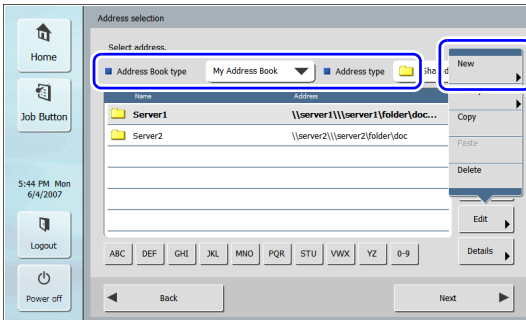 Address selection
Select address.
Home
Address Book type
My Address Book
Address type
New
Name
Address
Job Button
Server1
\\server1\\\server1\folder\doc...
Copy
Server2
\\server2\\\server2\folder\doc
Paste
Delete
5:44 PM Mon
6/4/2007
Edit
Logout
ABC
DEF
GHI
JKL
MNO
PQR
STU
VWX
YZ
0-9
Details
Power off
Back
Next